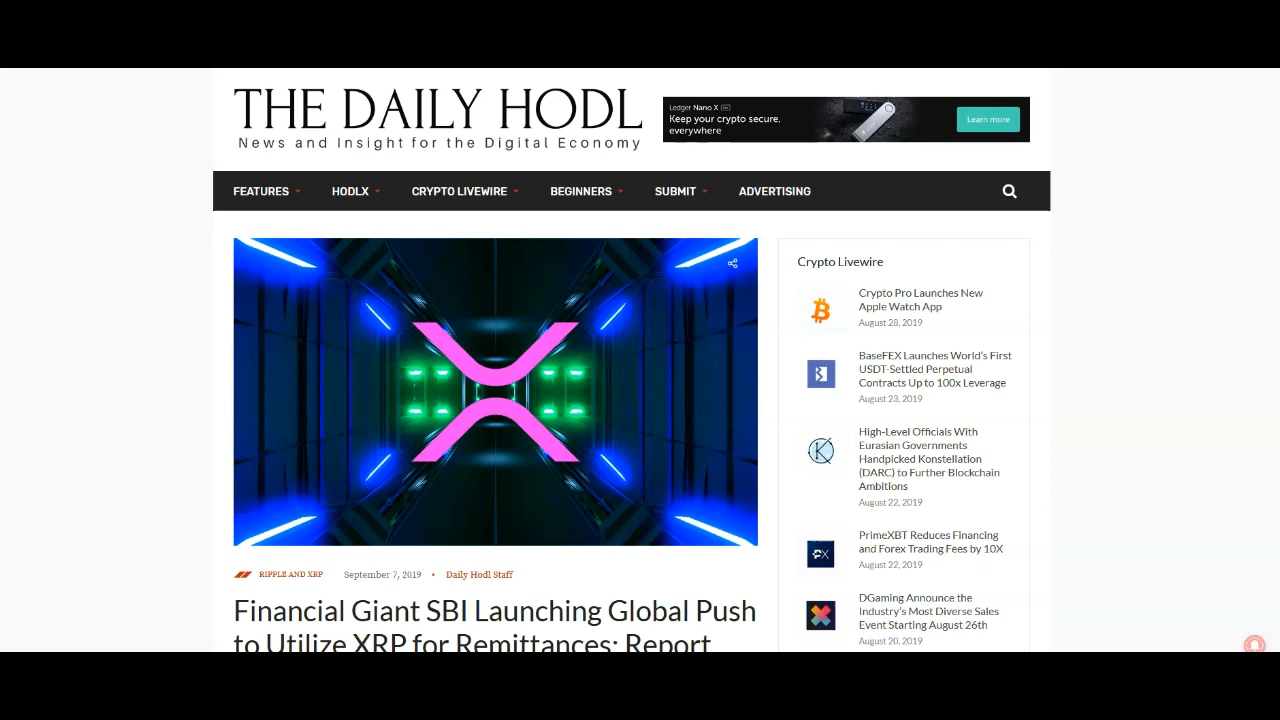 THE DAILY HODL
News and Insight for the Digital Economy
Ledger Nano X
Keep your crypto secure,
everywhere
Learn more
FEATURES
HODLX
CRYPTO LIVEWIRE
BEGINNERS
SUBMIT
ADVERTISING
RIPPLE AND XRP
September 7, 2019 • Daily Hodl Staff
Financial Giant SBI Launching Global Push
to Utilize XRP for Remittances: Report
Crypto Livewire
Crypto Pro Launches New
Apple Watch App
August 28, 2019
BaseFEX Launches World's First
USDT-Settled Perpetual
Contracts Up to 100x Leverage
August 23, 2019
High-Level Officials With
Eurasian Governments
Handpicked Konstellation
(DARC) to Further Blockchain
Ambitions
August 22, 2019
PrimeXBT Reduces Financing
and Forex Trading Fees by 10X
August 22, 2019
DGaming Announce the
Industry's Most Diverse Sales
Event Starting August 26th
August 20, 2019